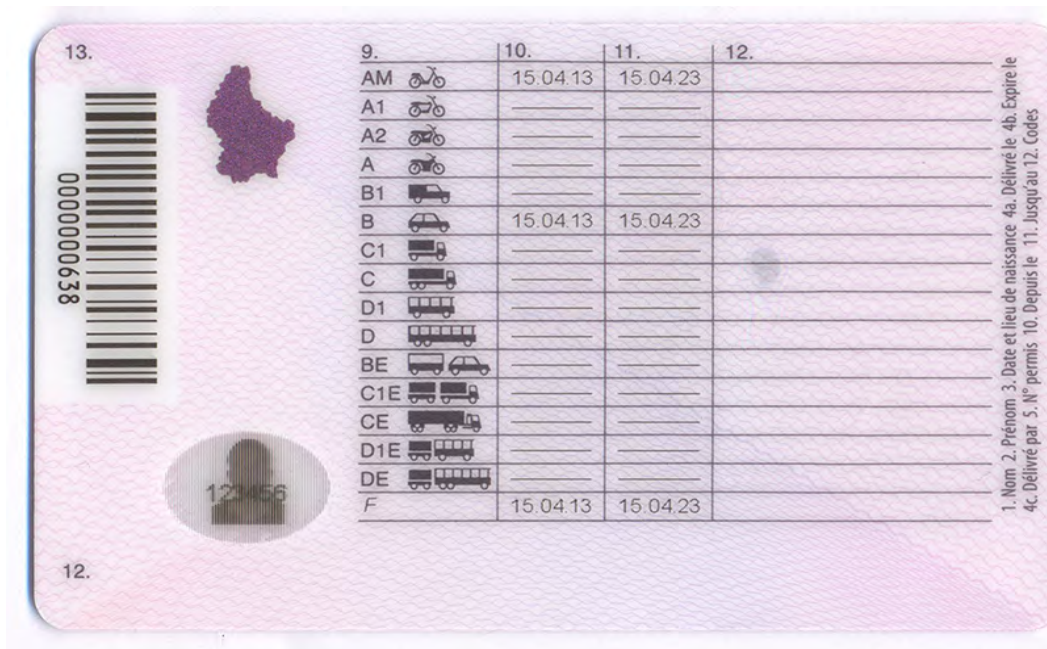 13.
0000000638
123456
12.
9. 10. 11. 12.
AM 15.04.13 15.04.23
A1
A2
A
B1
B 15.04.13 15.04.23
C1
C
D1
D
BE
C1E
CE
D1E
DE
F 15.04.13 15.04.23
1. Nom 2. Prénom 3. Date et lieu de naissance 4a. Délivré le 4b. Expire le
4c. Délivré par 5. N° permis 10. Depuis le 11. Jusqu'au 12. Codes